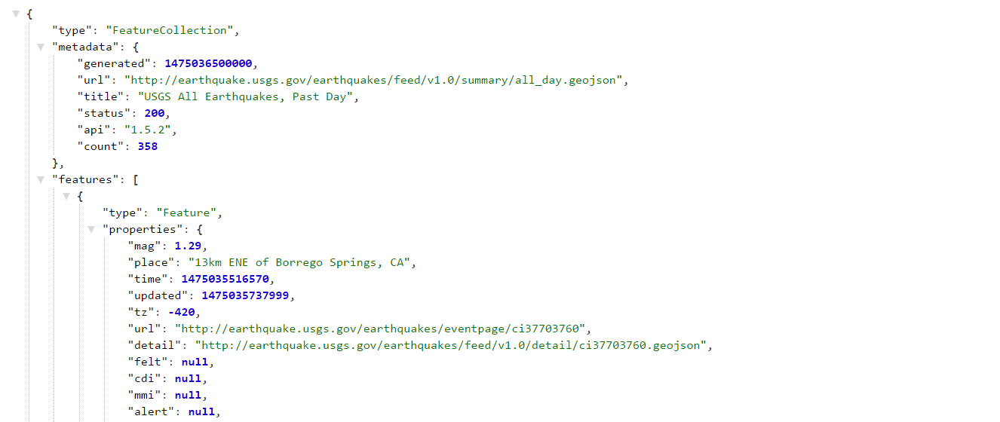 {
"type": "FeatureCollection",
"metadata": {
"generated": 1475036500000,
"url": "http://earthquake.usgs.gov/earthquakes/feed/v1.0/summary/all_day.geojson",
"title": "USGS All Earthquakes, Past Day",
"status": 200,
"api": "1.5.2",
"count": 358
},
"features": [
{
"type": "Feature",
"properties": {
"mag": 1.29,
"place": "13km ENE of Borrego Springs, CA",
"time": 1475035516570,
"updated": 1475035737999,
"tz": -420,
"url": "http://earthquake.usgs.gov/earthquakes/eventpage/ci37703760",
"detail": "http://earthquake.usgs.gov/earthquakes/feed/v1.0/detail/ci37703760.geojson",
"felt": null,
"cdi": null,
"mmi": null,
"alert": null,